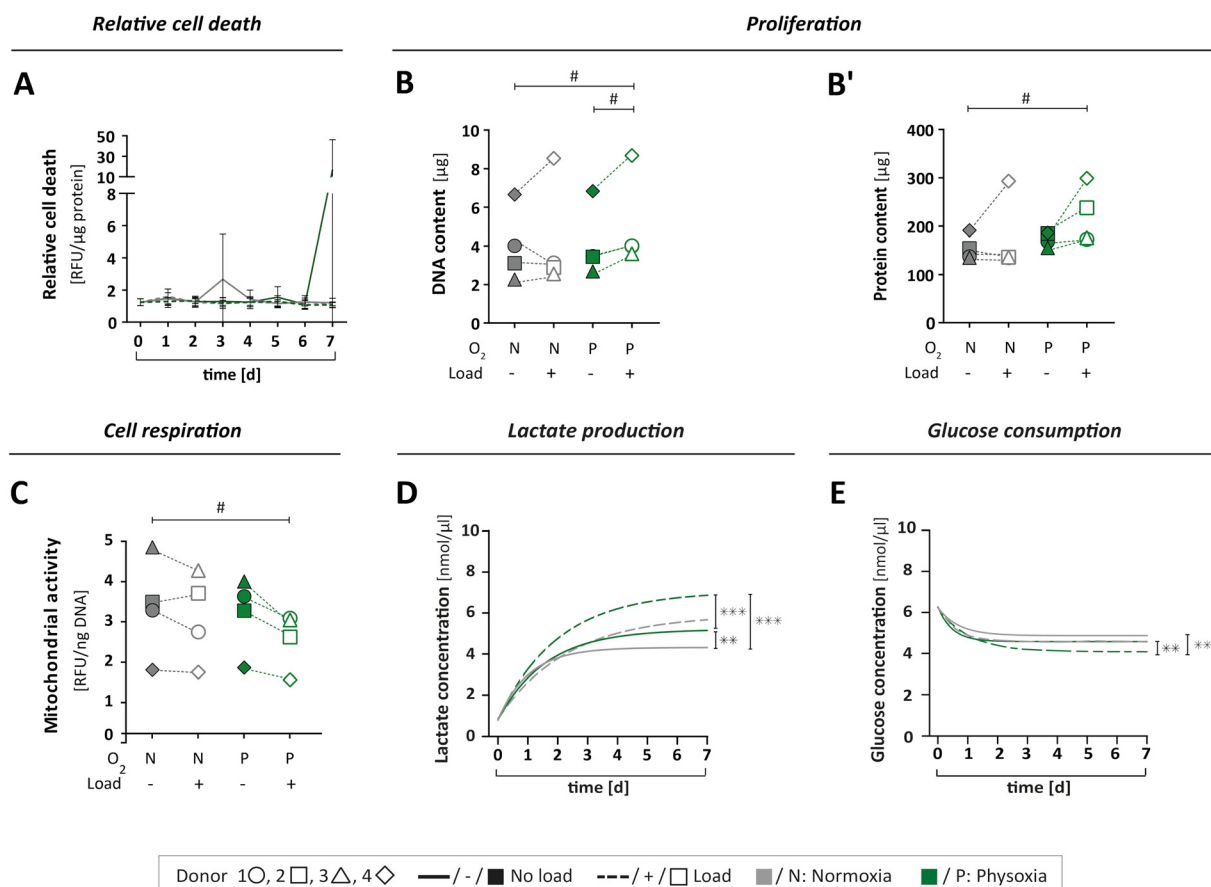 Relative cell death
Proliferation
A
Relative cell death
[RFU/µg protein]
50
30
10
8
6
4
2
0
0 1 2 3 4 5 6 7
time [d]
B
#
#
DNA content [µg]
10
8
6
4
2
0
O2 N N P P
Load - + - +
B'
#
Protein content [µg]
400
300
200
100
0
O2 N N P P
Load - + - +
Cell respiration
Lactate production
Glucose consumption
C
#
Mitochondrial activity
[RFU/ng DNA]
5
4
3
2
1
0
O2 N N P P
Load - + - +
D
Lactate concentration [nmol/µl]
10
8
6
4
2
0
0 1 2 3 4 5 6 7
time [d]
***
**
***
E
Glucose concentration [nmol/µl]
10
8
6
4
2
0
0 1 2 3 4 5 6 7
time [d]
**
**
Donor 1○, 2□, 3△, 4◇ — / - / ■ No load --- / + / □ Load ■ / N: Normoxia ■ / P: Physoxia